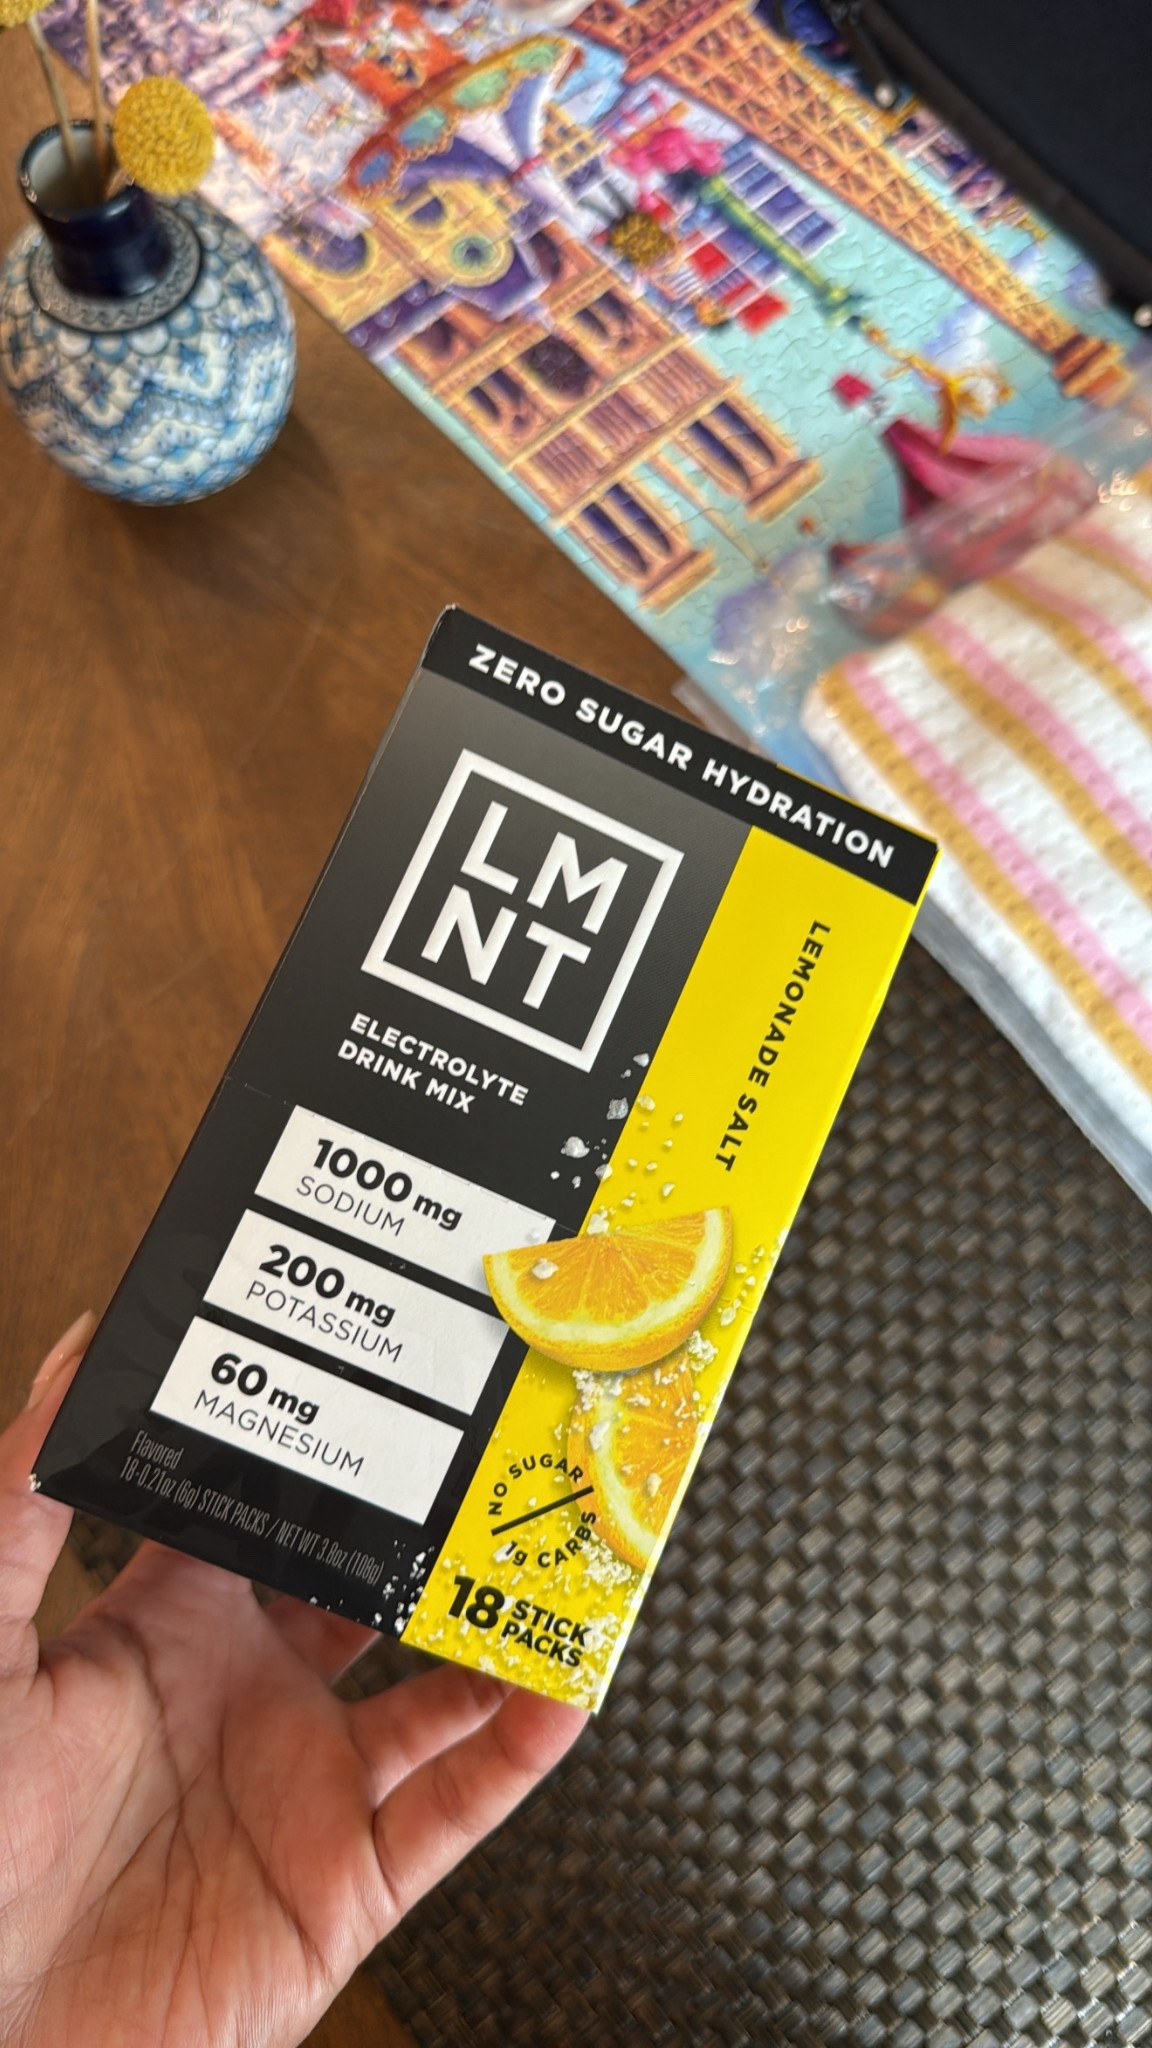 ZERO SUGAR HYDRATION
LM
NT
ELECTROLYTE
DRINK MIX
LEMONADE SALT
1000 mg
SODIUM
200 mg
POTASSIUM
60 mg
MAGNESIUM
Flavored
18-0.21oz (6g) STICK PACKS / NET WT 3.8oz (108g)
NO SUGAR
1g CARBS
18 STICK
PACKS